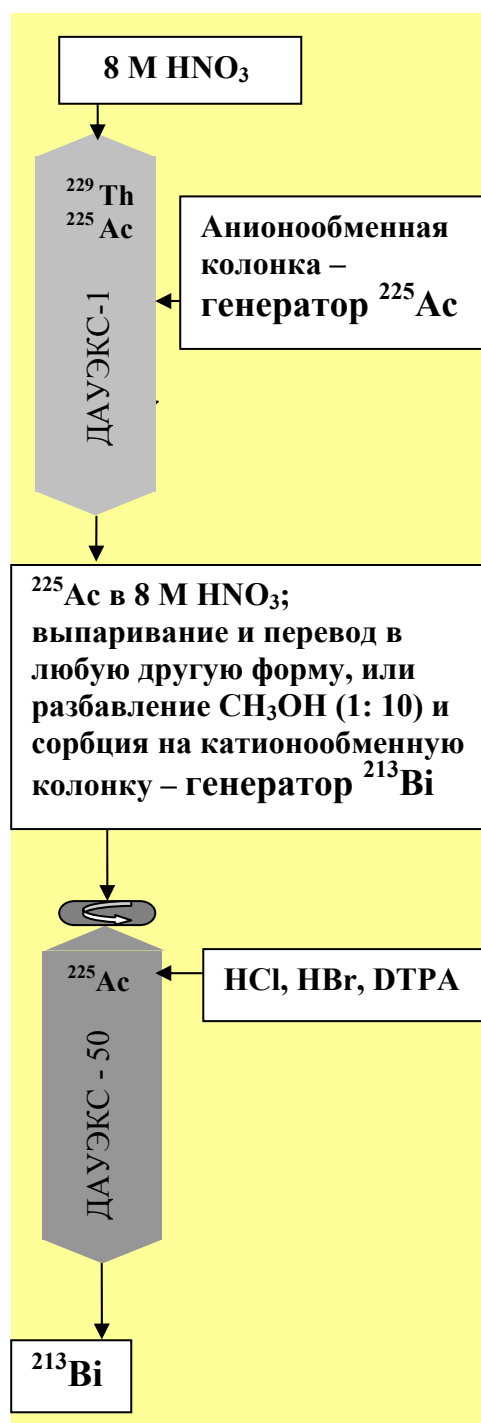 8 М HNO₃
²²⁹Th
²²⁵Ac
ДАУЭКС-1
Анионообменная
колонка –
генератор ²²⁵Ac
²²⁵Ac в 8 М HNO₃;
выпаривание и перевод в
любую другую форму, или
разбавление CH₃OH (1: 10) и
сорбция на катионообменную
колонку – генератор ²¹³Bi
²²⁵Ac
ДАУЭКС - 50
HCl, HBr, DTPA
²¹³Bi